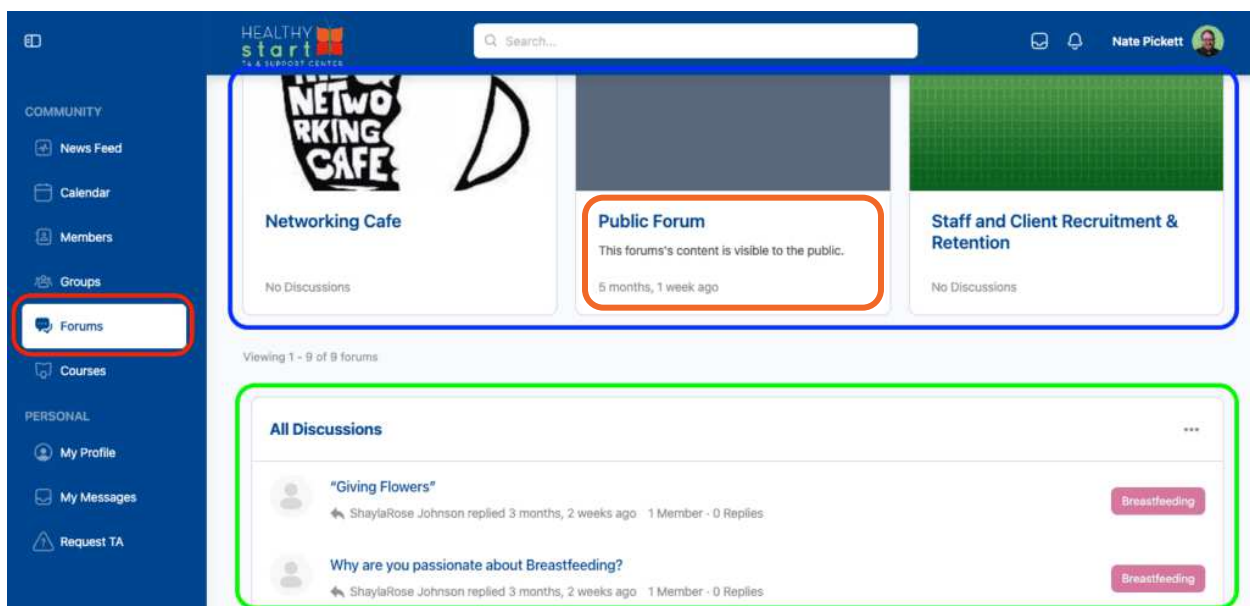 HEALTHY
start
TA & SUPPORT CENTER
Search...
Nate Pickett
COMMUNITY
News Feed
Calendar
Members
Groups
Forums
Courses
PERSONAL
My Profile
My Messages
Request TA
THE
NETWO
RKING
CAFE
Networking Cafe
No Discussions
Public Forum
This forums's content is visible to the public.
5 months, 1 week ago
Staff and Client Recruitment &
Retention
No Discussions
Viewing 1 - 9 of 9 forums
All Discussions
"Giving Flowers"
ShaylaRose Johnson replied 3 months, 2 weeks ago 1 Member · 0 Replies
Breastfeeding
Why are you passionate about Breastfeeding?
ShaylaRose Johnson replied 3 months, 2 weeks ago 1 Member · 0 Replies
Breastfeeding